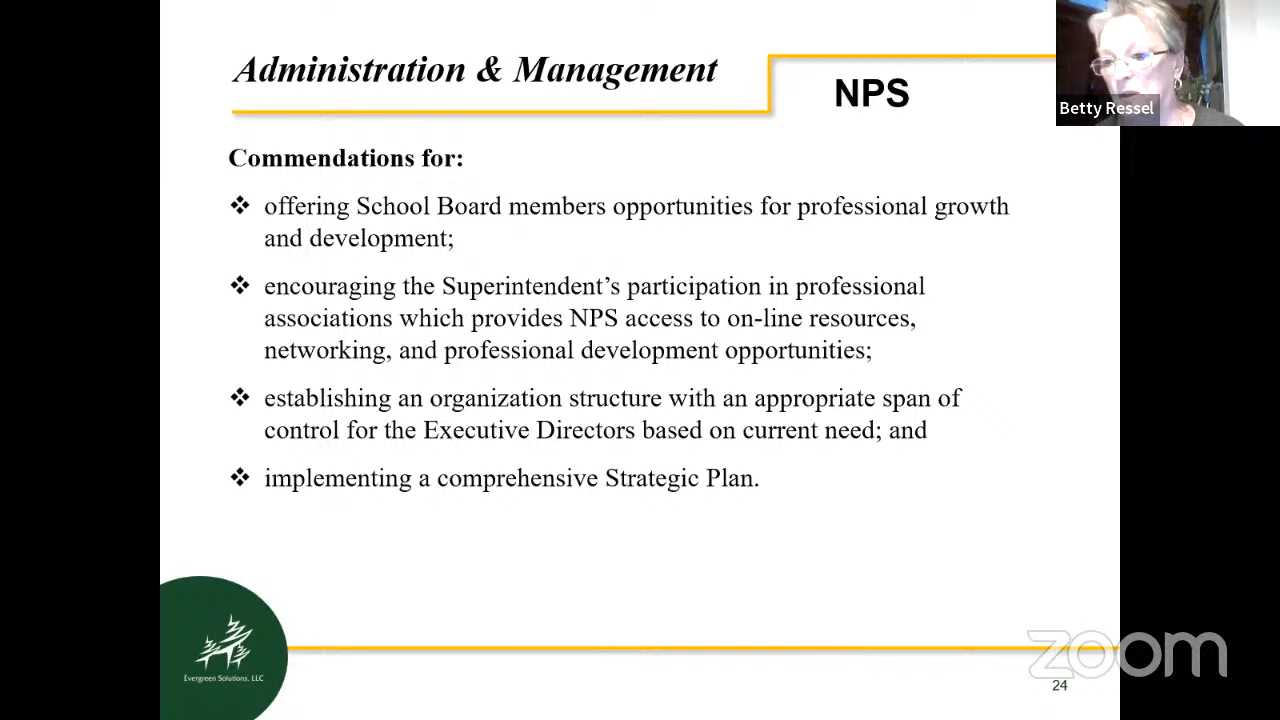 Administration & Management
NPS
Betty Ressel
Commendations for:
❖ offering School Board members opportunities for professional growth
and development;
❖ encouraging the Superintendent’s participation in professional
associations which provides NPS access to on-line resources,
networking, and professional development opportunities;
❖ establishing an organization structure with an appropriate span of
control for the Executive Directors based on current need; and
❖ implementing a comprehensive Strategic Plan.
Evergreen Solutions, LLC
zoom
24